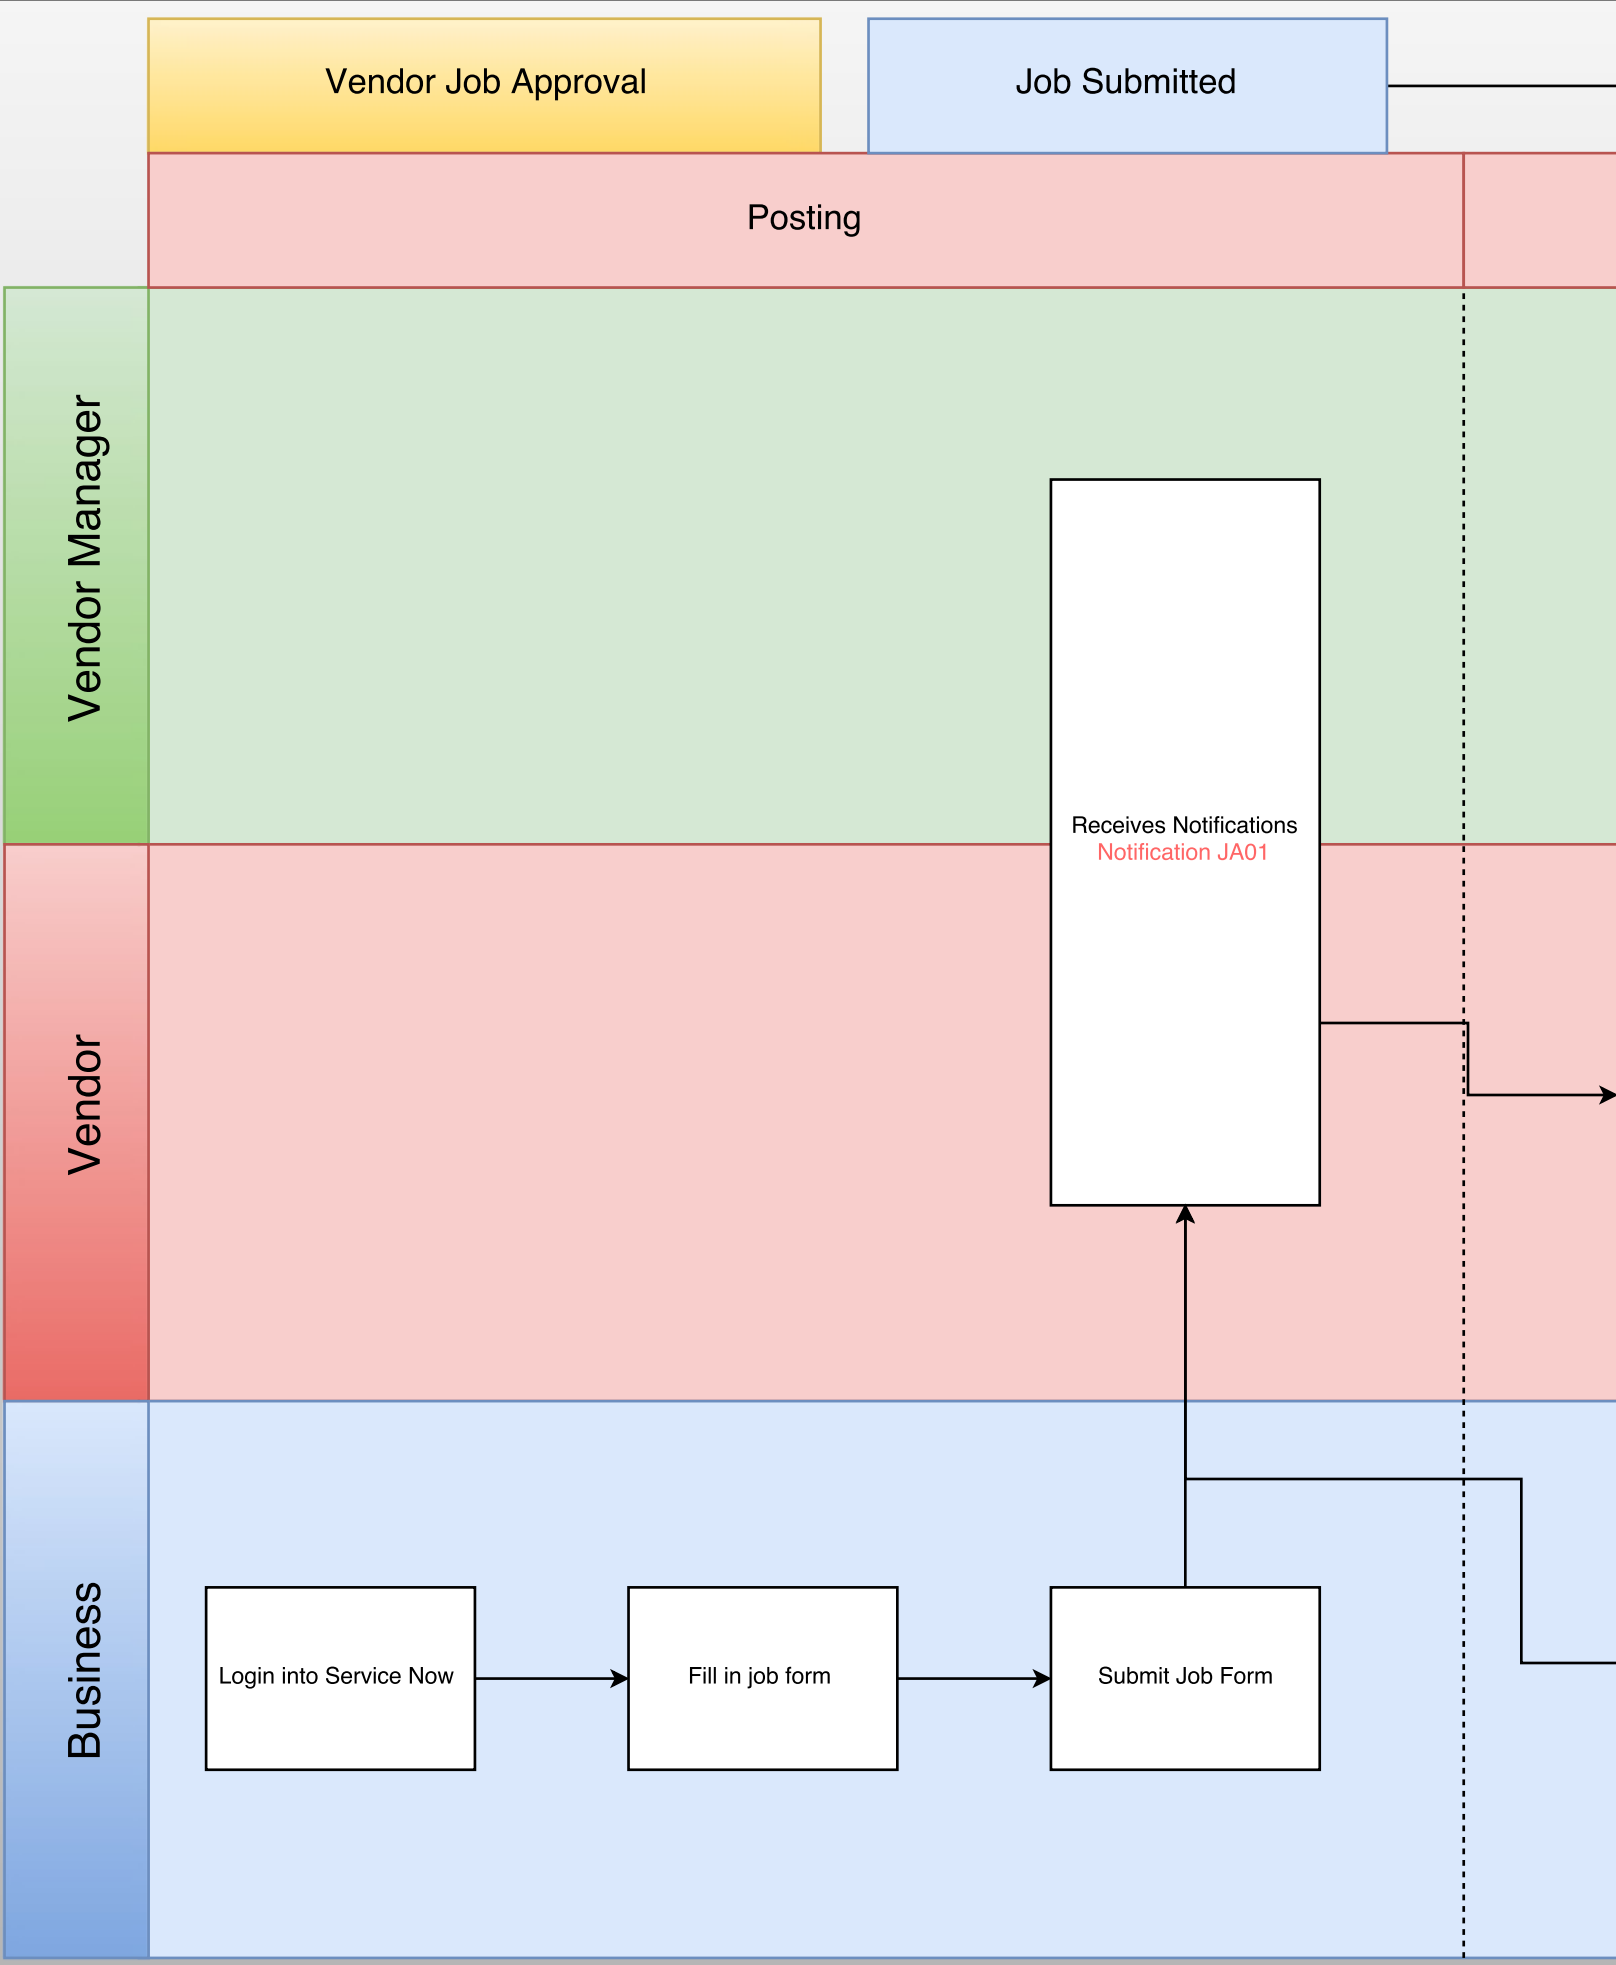 Vendor Job Approval
Job Submitted
Posting
Vendor Manager
Receives Notifications
Notification JA01
Vendor
Business
Login into Service Now
Fill in job form
Submit Job Form